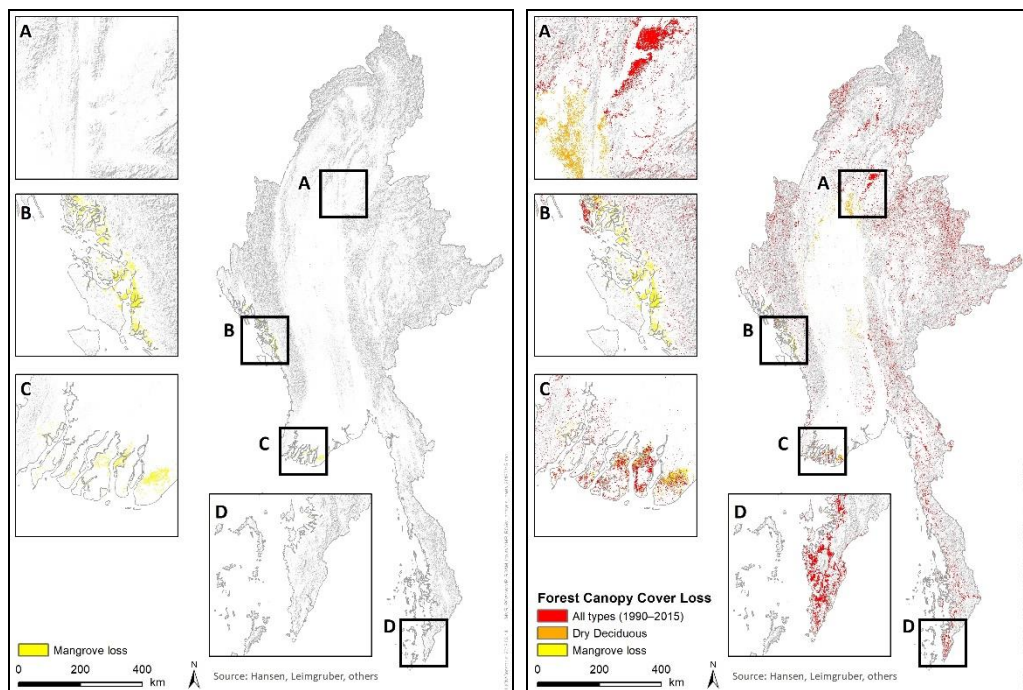 A
B
C
D
A
B
C
D
Mangrove loss
0 200 400
km
N
Source: Hansen, Leimgruber, others
A
B
C
D
A
B
C
D
Forest Canopy Cover Loss
All types (1990–2015)
Dry Deciduous
Mangrove loss
0 200 400
km
N
Source: Hansen, Leimgruber, others